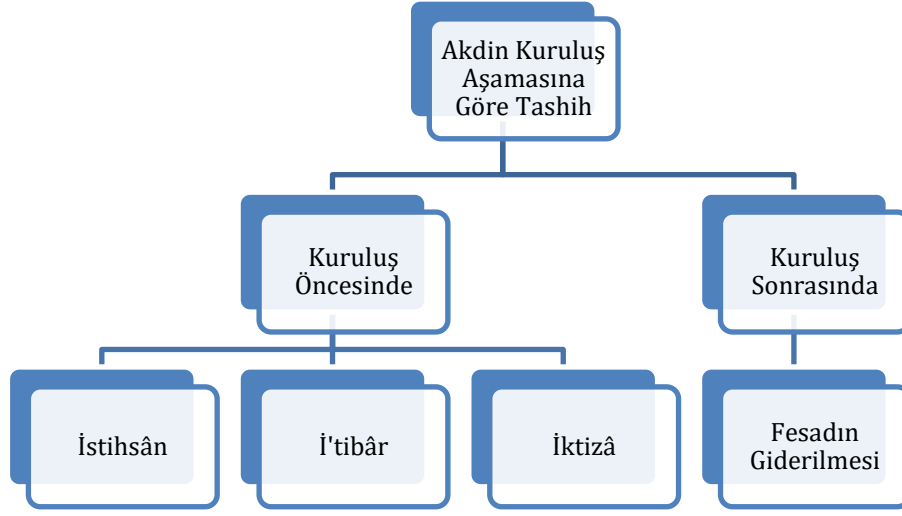 Akdin Kuruluş
Aşamasına
Göre Tashih
Kuruluş
Öncesinde
Kuruluş
Sonrasında
İstihsân
İ'tibâr
İktizâ
Fesadın
Giderilmesi